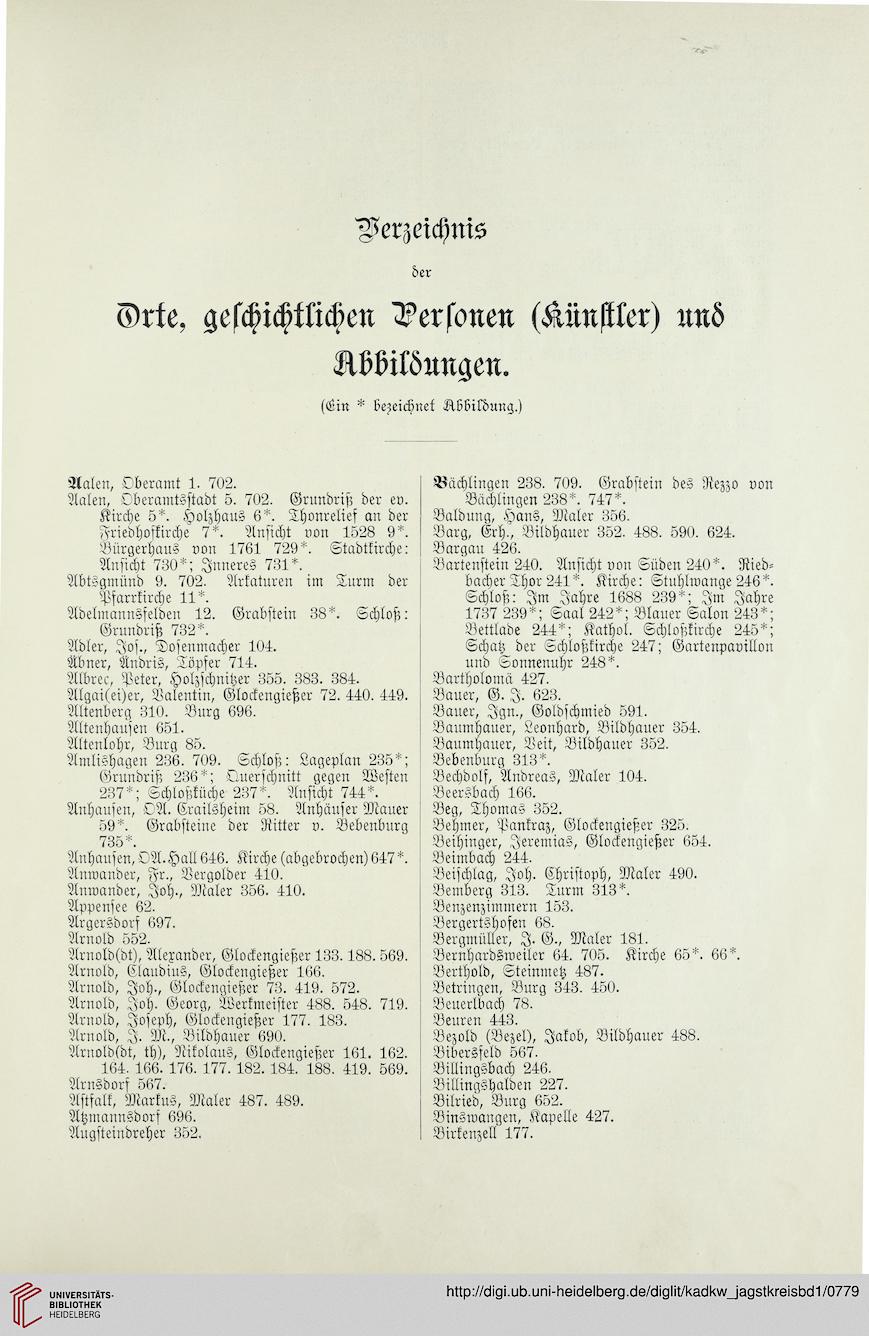 Verzeichnis
der
Orte, geschichtlichen Personen (Künstler) und
Abbildungen.
(Ein * bezeichnet Abbildung.)
Aalen, Oberamt 1. 702.
Aalen, Oberamtsstadt 5. 702. Grundriß der ev.
Kirche 5*. Holzhaus 6*. Thonrelief an der
Friedhofkirche 7*. Ansicht von 1528 9*.
Bürgerhaus von 1761 729*. Stadtkirche:
Ansicht 730*; Inneres 731*.
Abtsgmünd 9. 702. Arkaturen im Turm der
Pfarrkirche 11*.
Adelmannsfelden 12. Grabstein 38*. Schloß:
Grundriß 732*.
Adler, Jos., Dosenmacher 104.
Äbner, Ändris, Töpfer 714.
Albrec, Peter, Holzschnitzer 355. 383. 384.
Algai(ei)er, Valentin, Glockengießer 72. 440. 449.
Altenberg 310. Burg 696.
Altenhausen 651.
Altenlohr, Burg 85.
Amlishagen 236. 709. Schloß: Lageplan 235*;
Grundriß 236*; Querschnitt gegen Westen
237*; Schloßküche 237*. Ansicht 744*.
Anhausen, OA. Crailsheim 58. Anhäuser Mauer
59*. Grabsteine der Ritter v. Bebenburg
735*.
Anhausen, OA. Hall 646. Kirche (abgebrochen) 647*.
Anwander, Fr., Vergolder 410.
Anwander, Joh., Maler 356. 410.
Appensee 62.
Argersdorf 697.
Arnold 552.
Arnold(dt), Alexander, Glockengießer 133. 188. 569.
Arnold, Claudius, Glockengießer 166.
Arnold, Joh., Glockengießer 73. 419. 572.
Arnold, Joh. Georg, Werkmeister 488. 548. 719.
Arnold, Joseph, Glockengießer 177. 183.
Arnold, J. M., Bildhauer 690.
Arnold(dt, th), Nikolaus, Glockengießer 161. 162.
164. 166. 176. 177. 182. 184. 188. 419. 569.
Arnsdorf 567.
Astfalk, Markus, Maler 487. 489.
Atzmannsdorf 696.
Augsteindreher 352.
Bächlingen 238. 709. Grabstein des Rezzo von
Bächlingen 238*. 747*.
Baldung, Hans, Maler 356.
Barg, Erh., Bildhauer 352. 488. 590. 624.
Bargau 426.
Bartenstein 240. Ansicht von Süden 240*. Ried-
bacher Thor 241*. Kirche: Stuhlwange 246*.
Schloß: Im Jahre 1688 239*; Im Jahre
1737 239*; Saal 242*; Blauer Salon 243*;
Bettlade 244*; Kathol. Schloßkirche 245*;
Schatz der Schloßkirche 247; Gartenpavillon
und Sonnenuhr 248*.
Bartholomä 427.
Bauer, G. J. 623.
Bauer, Ign., Goldschmied 591.
Baumhauer, Leonhard, Bildhauer 354.
Baumhauer, Veit, Bildhauer 352.
Bebenburg 313*.
Bechdolf, Andreas, Maler 104.
Beersbach 166.
Beg, Thomas 352.
Behmer, Pankraz, Glockengießer 325.
Beihinger, Jeremias, Glockengießer 654.
Beimbach 244.
Beischlag, Joh. Christoph, Maler 490.
Bemberg 313. Turm 313*.
Benzenzimmern 153.
Bergertshofen 68.
Bergmüller, J. G., Maler 181.
Bernhardsweiler 64. 705. Kirche 65*. 66*.
Berthold, Steinmetz 487.
Betringen, Burg 343. 450.
Beuerlbach 78.
Beuren 443.
Bezold (Bezel), Jakob, Bildhauer 488.
Bibersfeld 567.
Billingsbach 246.
Billingshalden 227.
Bilried, Burg 652.
Binswangen, Kapelle 427.
Birkenzell 177.
UNIVERSITÄTS-
BIBLIOTHEK
HEIDELBERG
http://digi.ub.uni-heidelberg.de/diglit/kadkw_jagstkreisbd1/0779